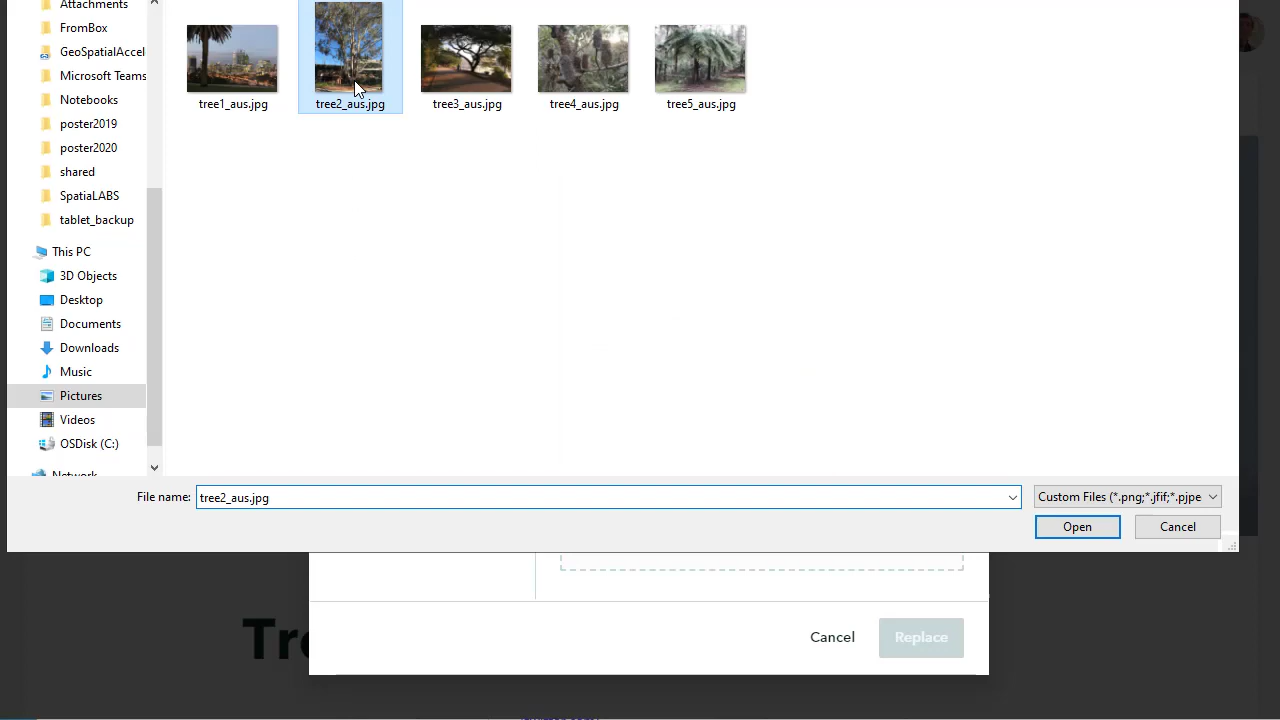 Attachments
FromBox
GeoSpatialAccel
Microsoft Teams
Notebooks
poster2019
poster2020
shared
SpatiaLABS
tablet_backup
This PC
3D Objects
Desktop
Documents
Downloads
Music
Pictures
Videos
OSDisk (C:)
Network
tree1_aus.jpg
tree2_aus.jpg
tree3_aus.jpg
tree4_aus.jpg
tree5_aus.jpg
File name: tree2_aus.jpg
Custom Files (*.png;*.jfif;*.pjpe
Open
Cancel
Tre
Cancel
Replace